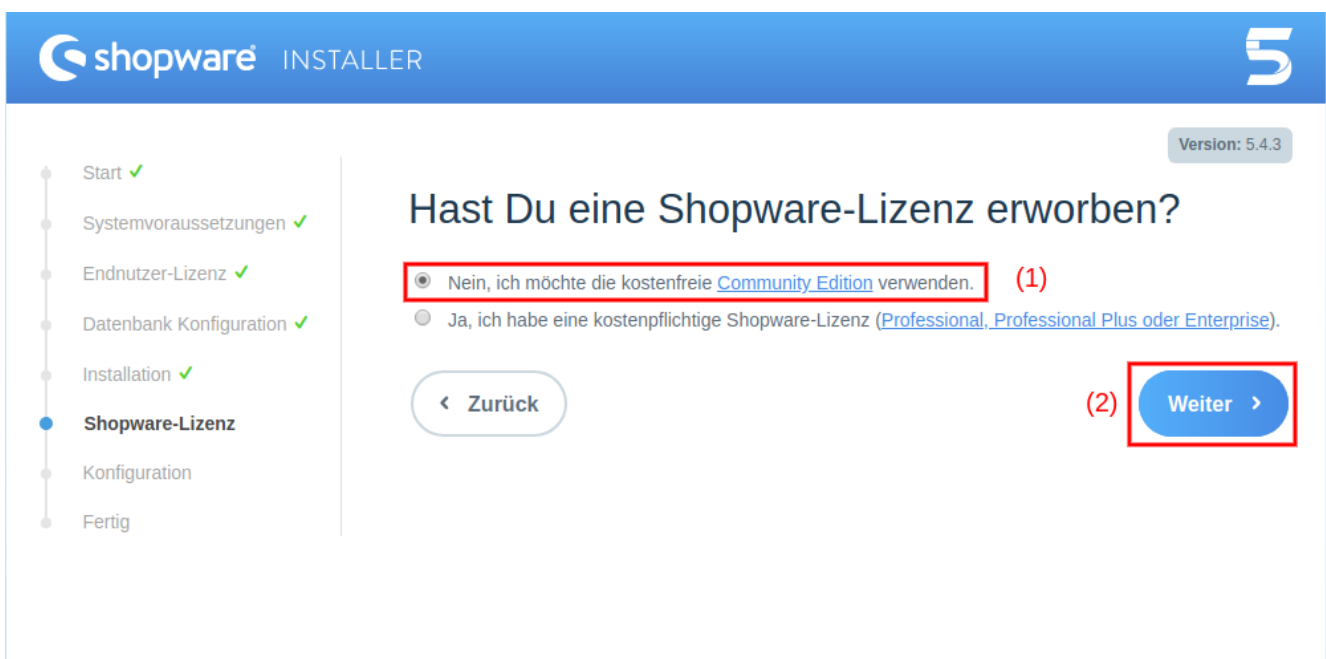 shopware INSTALLER
5
Version: 5.4.3
Start
Systemvoraussetzungen
Endnutzer-Lizenz
Datenbank Konfiguration
Installation
Shopware-Lizenz
Konfiguration
Fertig
Hast Du eine Shopware-Lizenz erworben?
Nein, ich möchte die kostenfreie Community Edition verwenden. (1)
Ja, ich habe eine kostenpflichtige Shopware-Lizenz (Professional, Professional Plus oder Enterprise).
Zurück
(2) Weiter